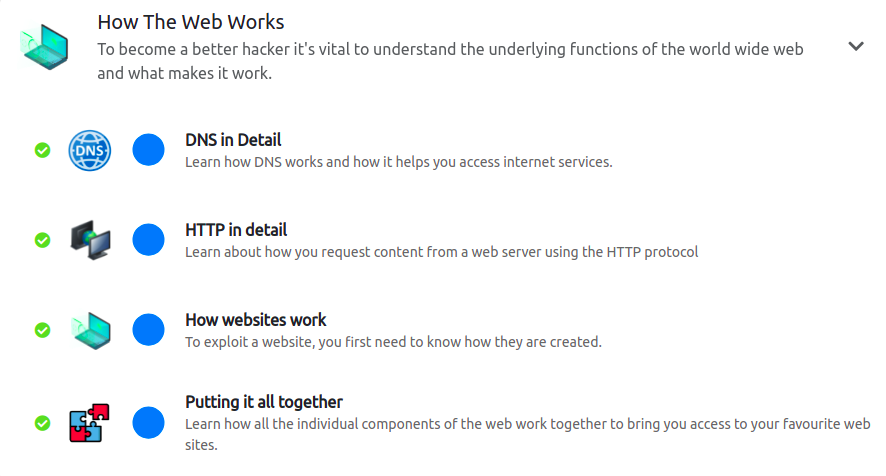 How The Web Works
To become a better hacker it's vital to understand the underlying functions of the world wide web
and what makes it work.
DNS
DNS in Detail
Learn how DNS works and how it helps you access internet services.
HTTP in detail
Learn about how you request content from a web server using the HTTP protocol
How websites work
To exploit a website, you first need to know how they are created.
Putting it all together
Learn how all the individual components of the web work together to bring you access to your favourite web
sites.